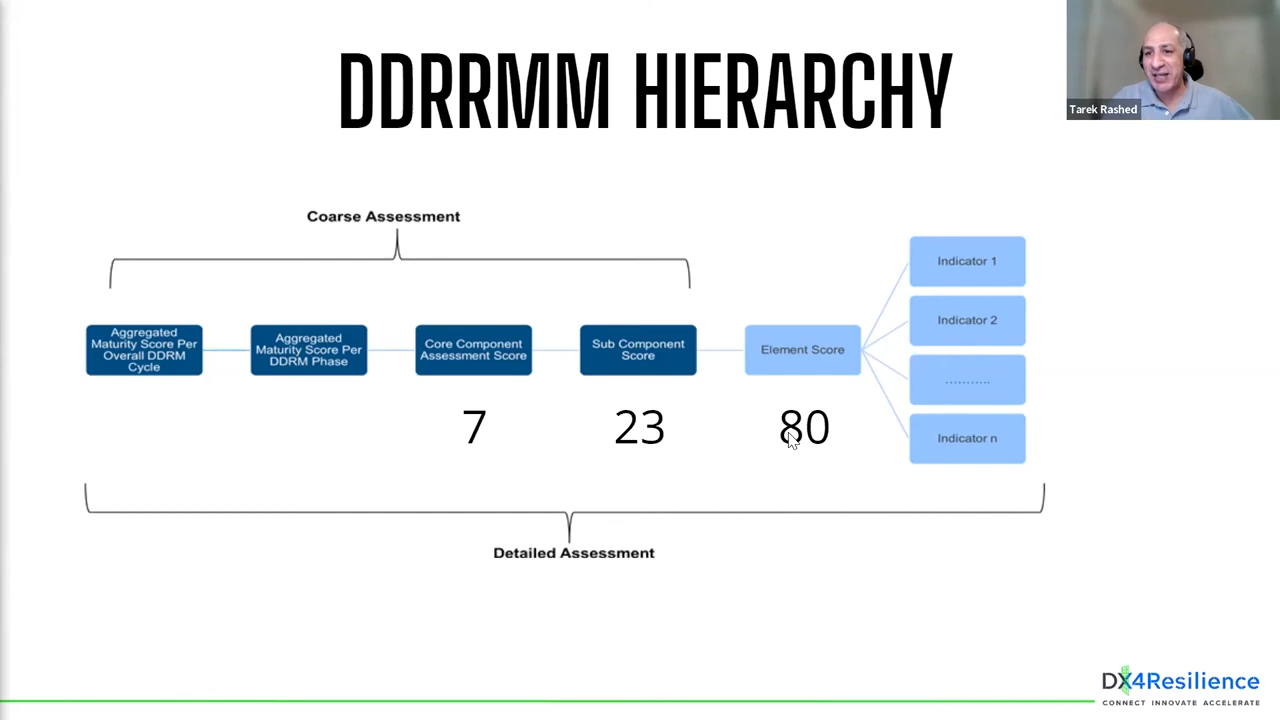 DDRRMM HIERARCHY
Tarek Rashed
Coarse Assessment
Aggregated
Maturity Score Per
Overall DDRM
Cycle
Aggregated
Maturity Score Per
DDRM Phase
Core Component
Assessment Score
Sub Component
Score
Element Score
Indicator 1
Indicator 2
...........
Indicator n
7
23
80
Detailed Assessment
DX4Resilience
CONNECT INNOVATE ACCELERATE